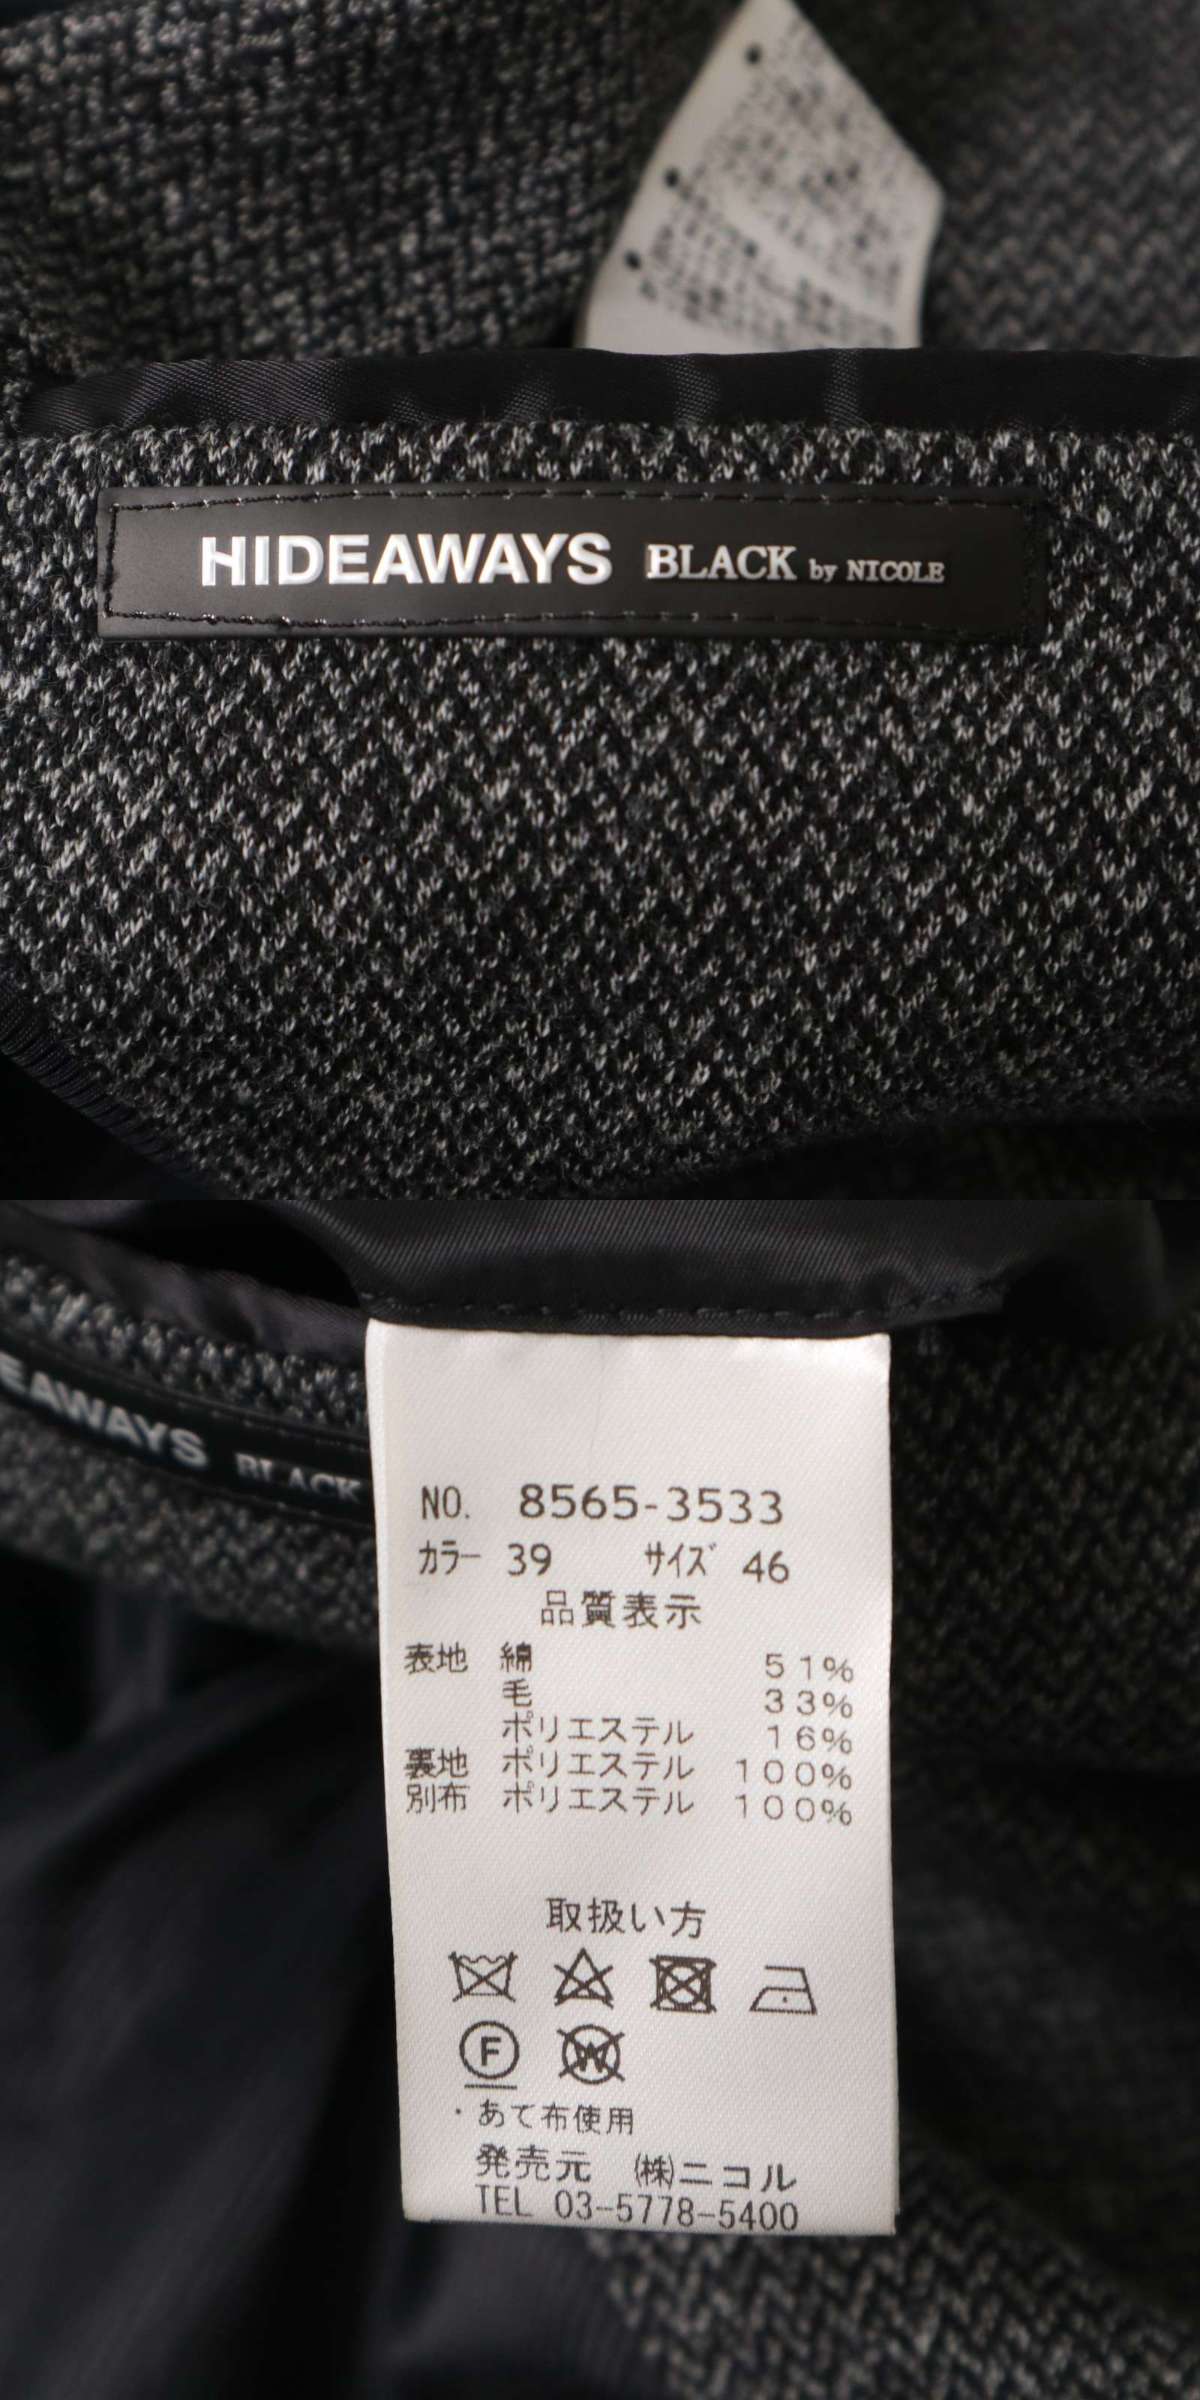 HIDEAWAYS BLACK by NICOLE
EAWAYS BLACK
NO. 8565-3533
カラー 39 サイズ 46
品質表示
表地 綿 51%
毛 33%
ポリエステル 16%
裏地 ポリエステル 100%
別布 ポリエステル 100%
取扱い方
F
W
・あて布使用
発売元 ㈱ニコル
TEL 03-5778-5400